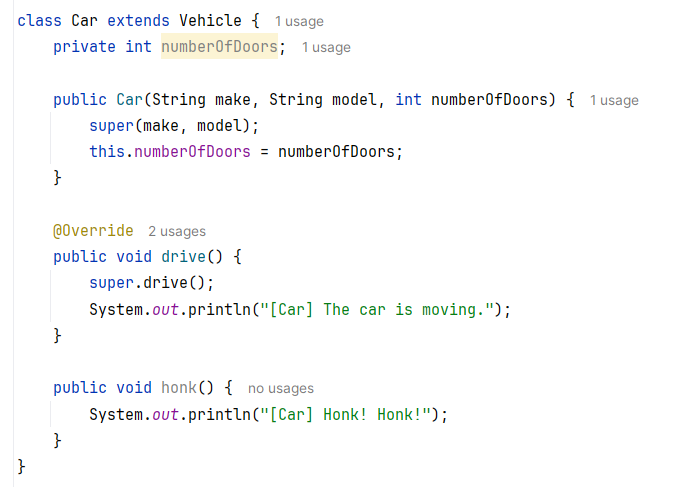 class Car extends Vehicle { 1 usage
    private int numberOfDoors; 1 usage

    public Car(String make, String model, int numberOfDoors) { 1 usage
        super(make, model);
        this.numberOfDoors = numberOfDoors;
    }

    @Override 2 usages
    public void drive() {
        super.drive();
        System.out.println("[Car] The car is moving.");
    }

    public void honk() { no usages
        System.out.println("[Car] Honk! Honk!");
    }
}